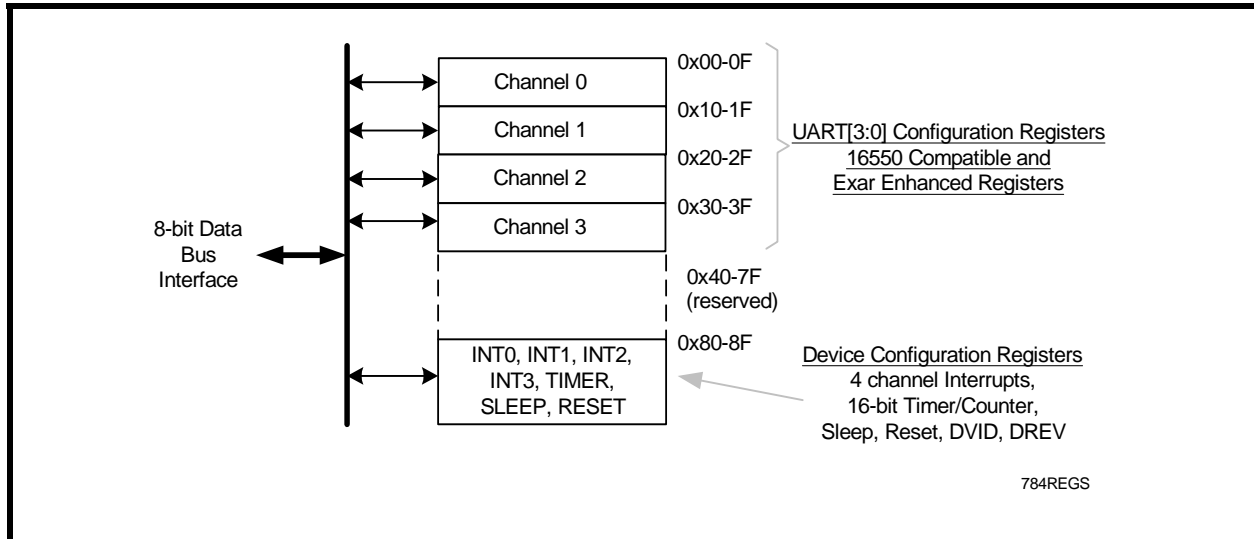 8-bit Data
Bus
Interface
Channel 0
0x00-0F
Channel 1
0x10-1F
Channel 2
0x20-2F
Channel 3
0x30-3F
UART[3:0] Configuration Registers
16550 Compatible and
Exar Enhanced Registers
0x40-7F
(reserved)
0x80-8F
INT0, INT1, INT2,
INT3, TIMER,
SLEEP, RESET
Device Configuration Registers
4 channel Interrupts,
16-bit Timer/Counter,
Sleep, Reset, DVID, DREV
784REGS